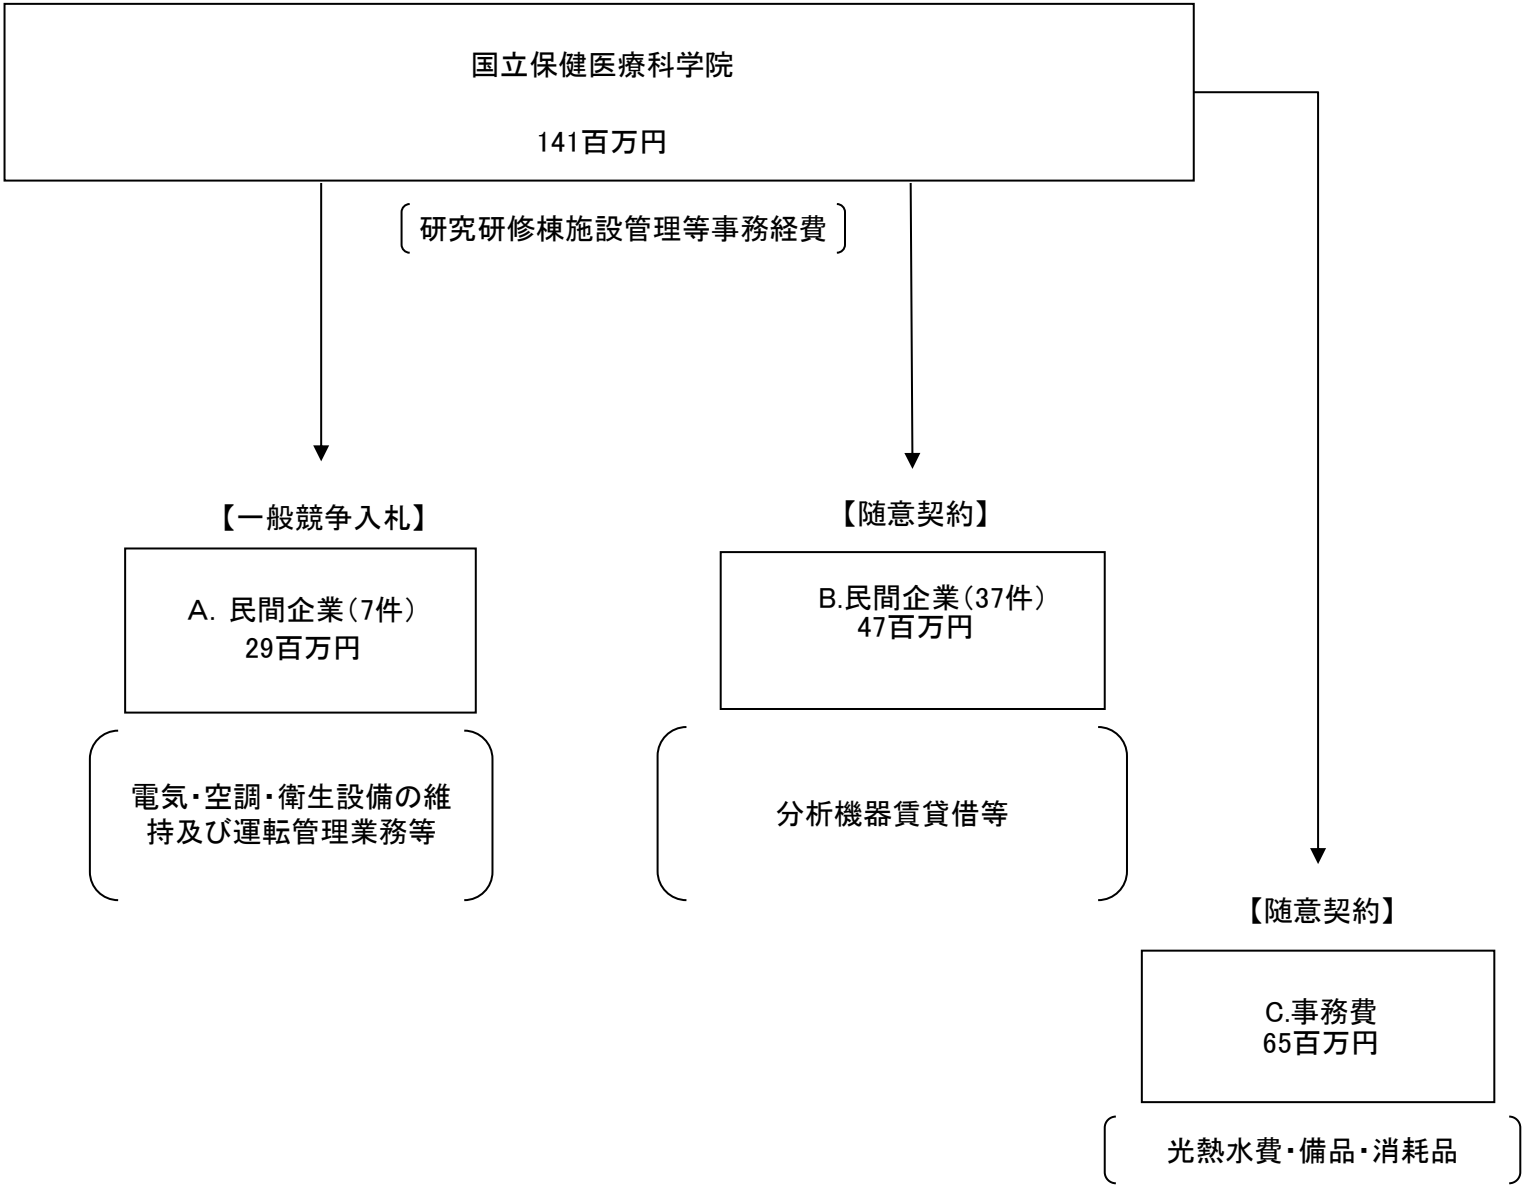 国立保健医療科学院
141百万円
研究研修棟施設管理等事務経費
【一般競争入札】
A. 民間企業（7件）
29百万円
電気・空調・衛生設備の維
持及び運転管理業務等
【随意契約】
B.民間企業（37件）
47百万円
分析機器賃貸借等
【随意契約】
C.事務費
65百万円
光熱水費・備品・消耗品